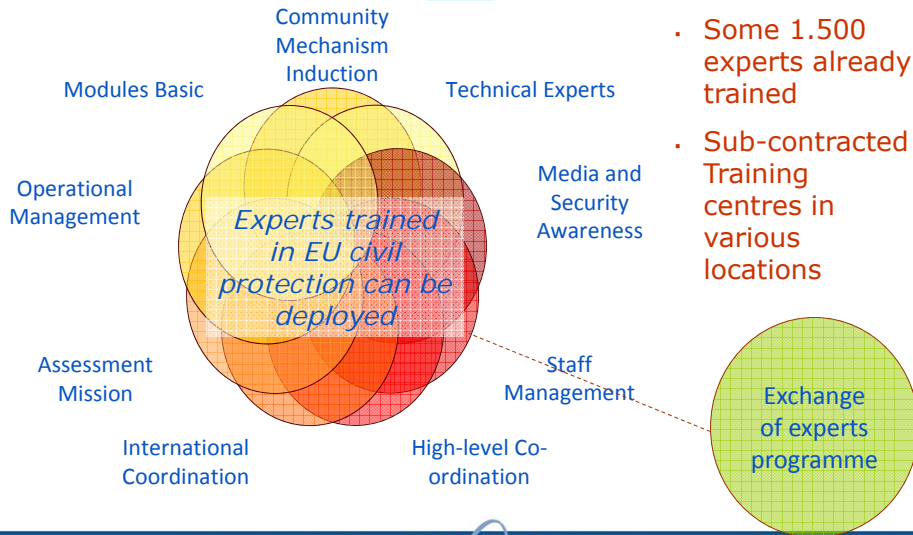 Community
Mechanism
Induction
Modules Basic
Technical Experts
Operational
Management
Media and
Security
Awareness
Experts trained
in EU civil
protection can be
deployed
Assessment
Mission
Staff
Management
International
Coordination
High-level Co-
ordination
▪ Some 1.500
experts already
trained
▪ Sub-contracted
Training
centres in
various
locations
Exchange
of experts
programme